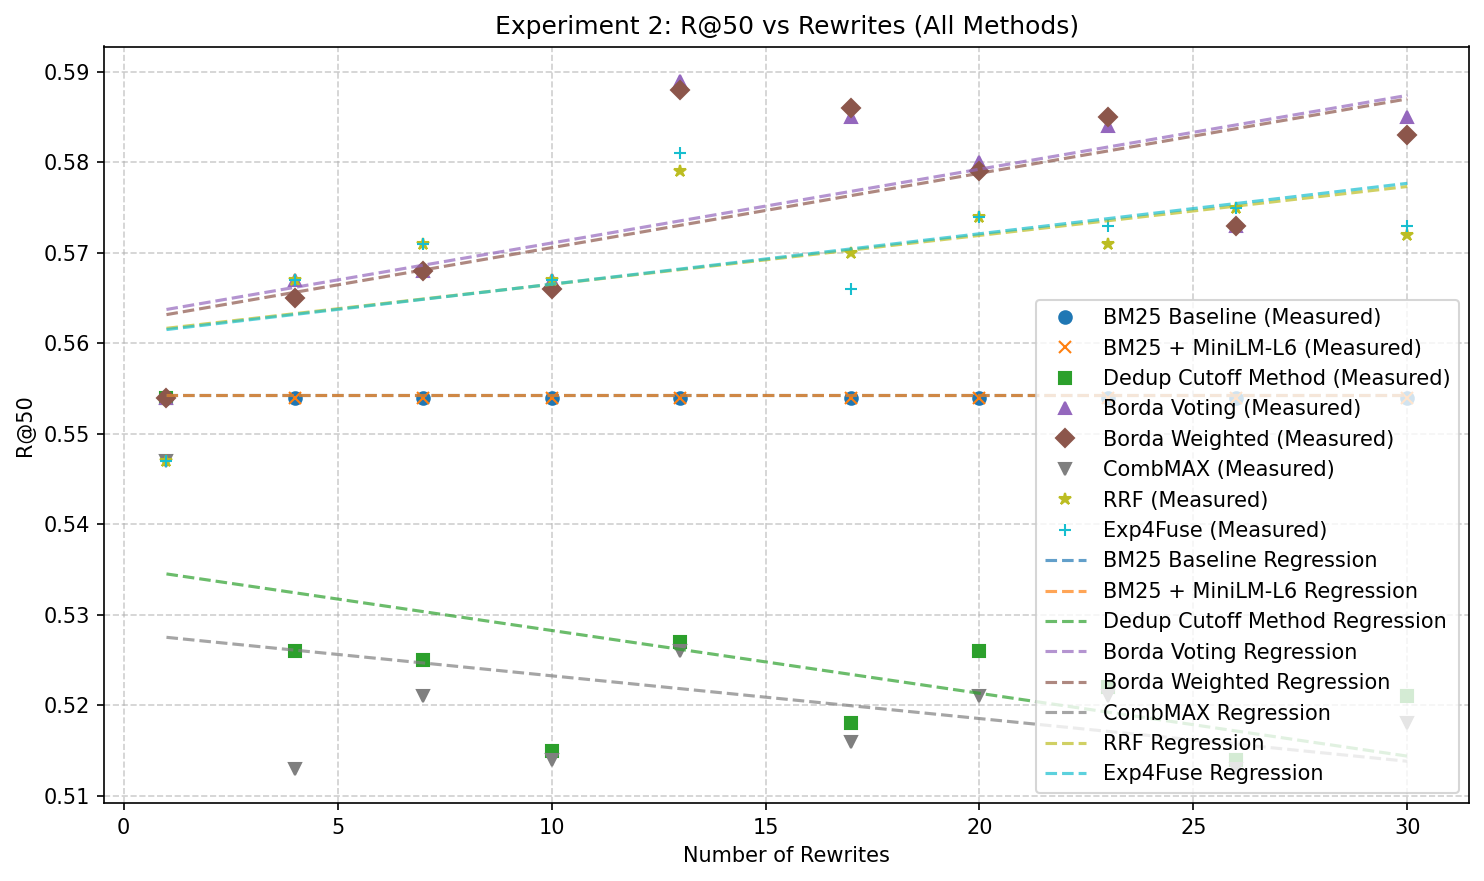 Experiment 2: R@50 vs Rewrites (All Methods)
R@50
0.59
0.58
0.57
0.56
0.55
0.54
0.53
0.52
0.51
BM25 Baseline (Measured)
BM25 + MiniLM-L6 (Measured)
Dedup Cutoff Method (Measured)
Borda Voting (Measured)
Borda Weighted (Measured)
CombMAX (Measured)
RRF (Measured)
Exp4Fuse (Measured)
BM25 Baseline Regression
BM25 + MiniLM-L6 Regression
Dedup Cutoff Method Regression
Borda Voting Regression
Borda Weighted Regression
CombMAX Regression
RRF Regression
Exp4Fuse Regression
0 5 10 15 20 25 30
Number of Rewrites